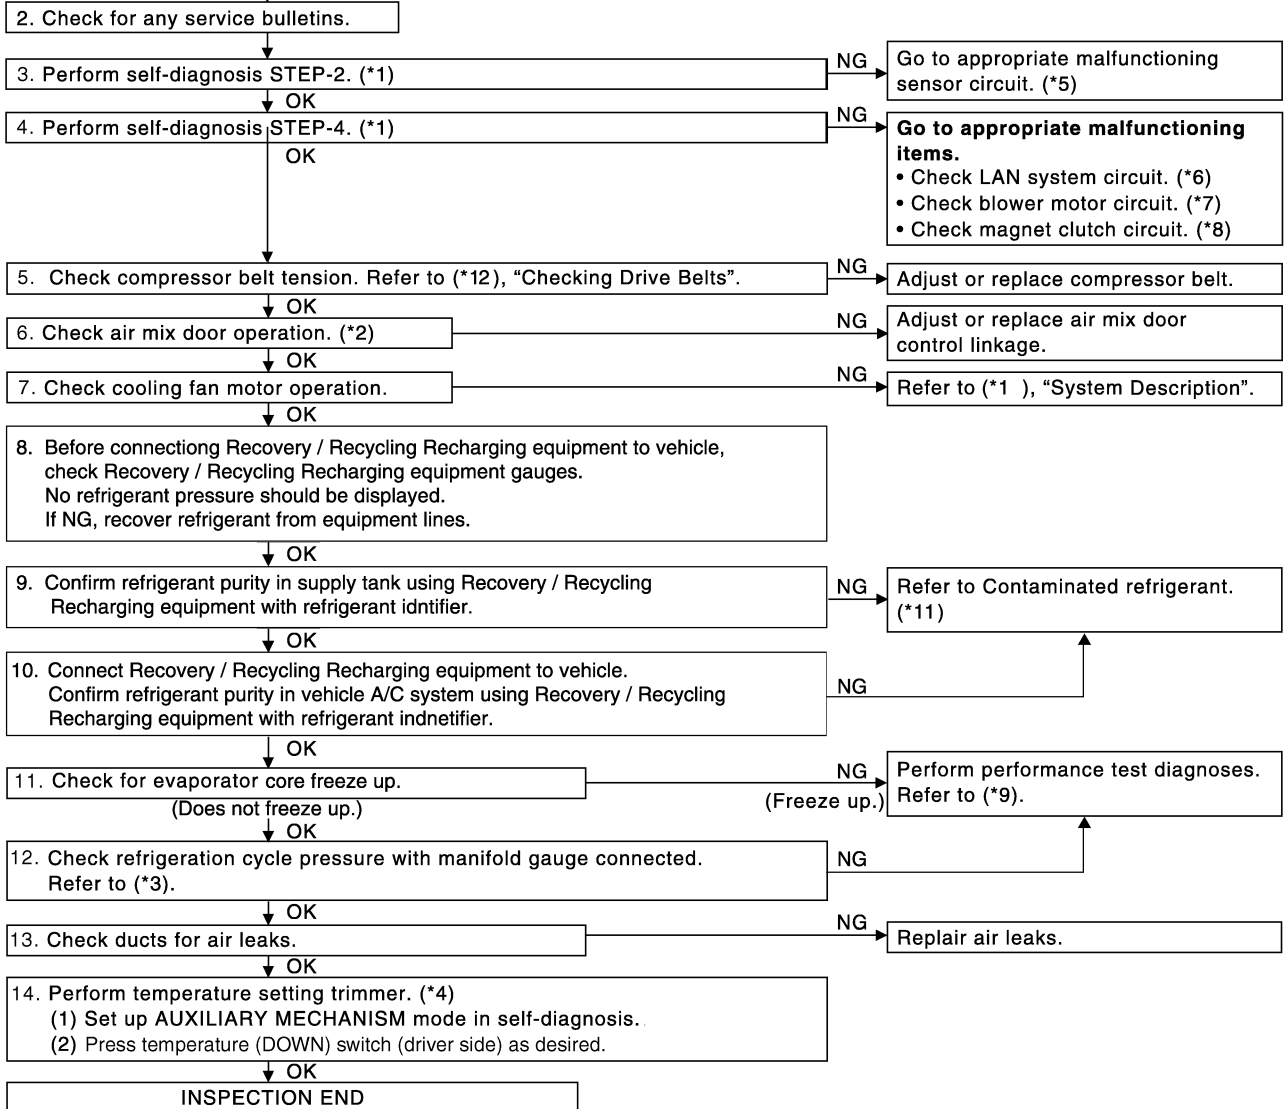 2. Check for any service bulletins.
3. Perform self-diagnosis STEP-2. (*1)
NG
Go to appropriate malfunctioning
sensor circuit. (*5)
OK
4. Perform self-diagnosis STEP-4. (*1)
NG
Go to appropriate malfunctioning
items.
• Check LAN system circuit. (*6)
• Check blower motor circuit. (*7)
• Check magnet clutch circuit. (*8)
OK
5. Check compressor belt tension. Refer to (*12), “Checking Drive Belts”.
NG
Adjust or replace compressor belt.
OK
6. Check air mix door operation. (*2)
NG
Adjust or replace air mix door
control linkage.
OK
7. Check cooling fan motor operation.
NG
Refer to (*1 ), “System Description”.
OK
8. Before connectiong Recovery / Recycling Recharging equipment to vehicle,
check Recovery / Recycling Recharging equipment gauges.
No refrigerant pressure should be displayed.
If NG, recover refrigerant from equipment lines.
OK
9. Confirm refrigerant purity in supply tank using Recovery / Recycling
Recharging equipment with refrigerant idntifier.
NG
Refer to Contaminated refrigerant.
(*11)
OK
10. Connect Recovery / Recycling Recharging equipment to vehicle.
Confirm refrigerant purity in vehicle A/C system using Recovery / Recycling
Recharging equipment with refrigerant indnetifier.
NG
OK
11. Check for evaporator core freeze up.
NG
(Freeze up.)
Perform performance test diagnoses.
Refer to (*9).
(Does not freeze up.)
OK
12. Check refrigeration cycle pressure with manifold gauge connected.
Refer to (*3).
NG
OK
13. Check ducts for air leaks.
NG
Replair air leaks.
OK
14. Perform temperature setting trimmer. (*4)
(1) Set up AUXILIARY MECHANISM mode in self-diagnosis.
(2) Press temperature (DOWN) switch (driver side) as desired.
OK
INSPECTION END